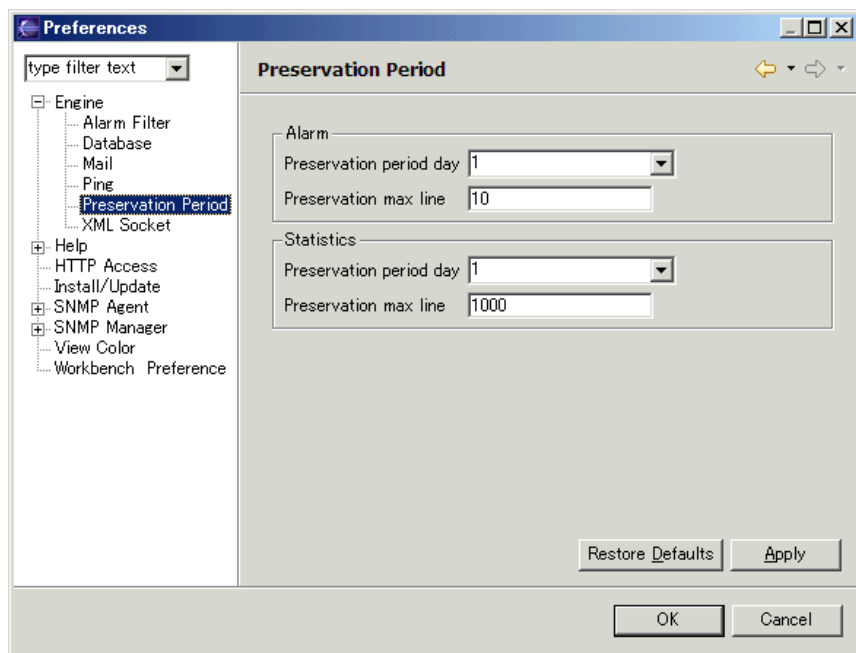 Preferences
type filter text
Preservation Period
Engine
Alarm Filter
Database
Mail
Ping
Preservation Period
XML Socket
Help
HTTP Access
Install/Update
SNMP Agent
SNMP Manager
View Color
Workbench Preference
Alarm
Preservation period day 1
Preservation max line 10
Statistics
Preservation period day 1
Preservation max line 1000
Restore Defaults Apply
OK Cancel